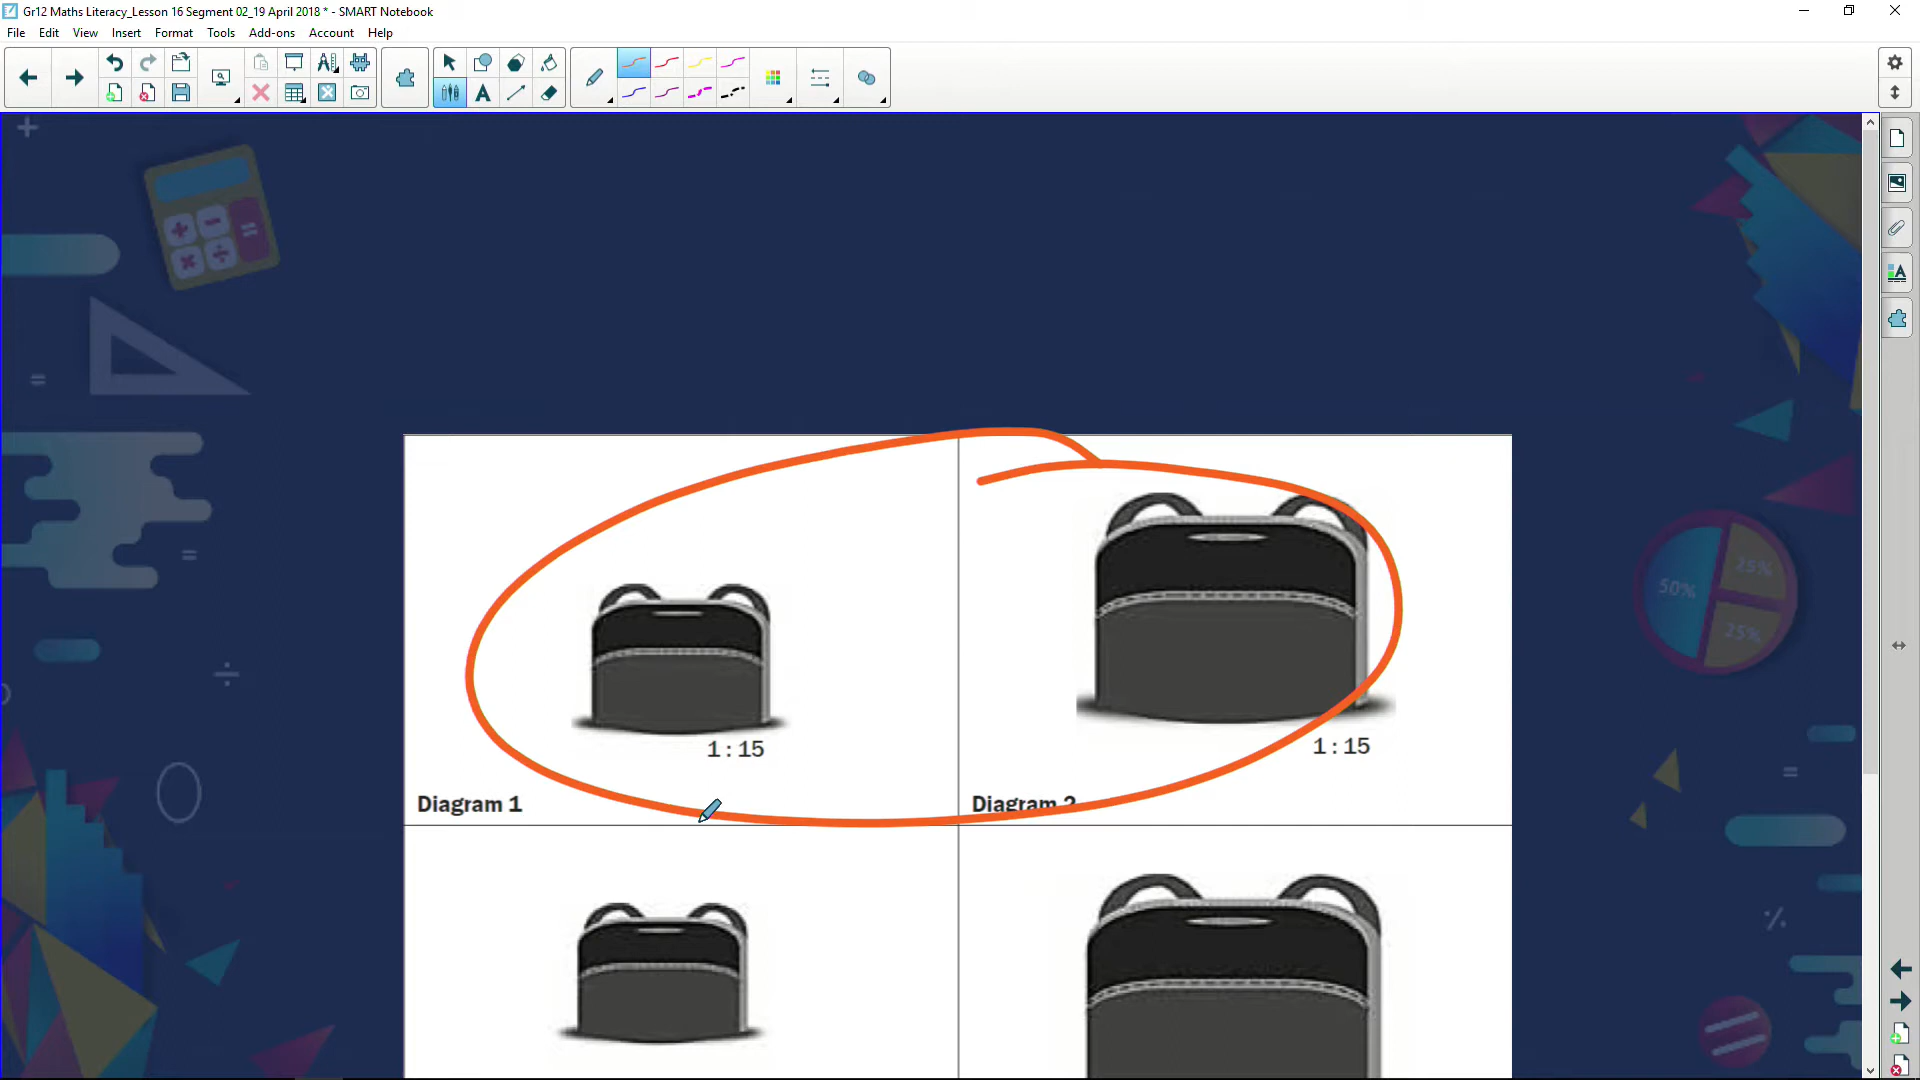 Gr12 Maths Literacy_Lesson 16 Segment 02_19 April 2018 * - SMART Notebook
File Edit View Insert Format Tools Add-ons Account Help
50%
25%
25%
1 : 15
1 : 15
Diagram 1
Diagram 2